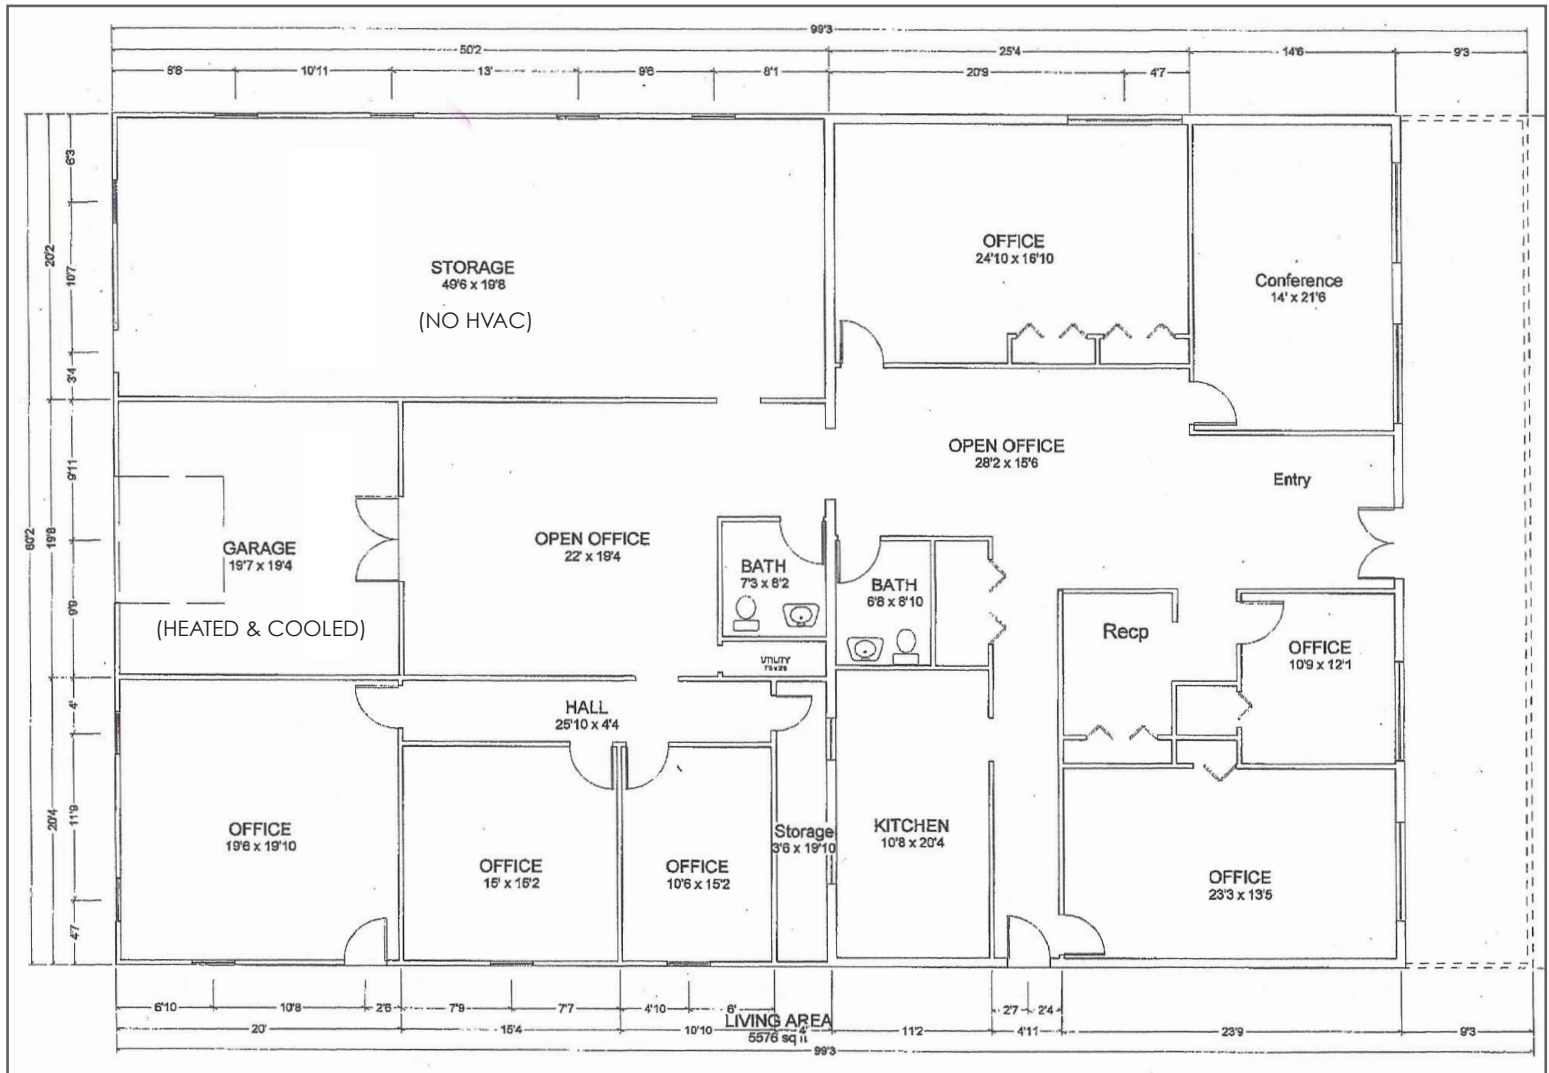 99'3
50'2
25'4
14'6
9'3
8'8
10'11
13'
9'6
8'1
20'9
4'7
6'3
10'7
3'4
20'2
9'11
9'9
19'8
60'2
4'
11'9
4'7
20'4
STORAGE
49'6 x 19'8
(NO HVAC)
OFFICE
24'10 x 16'10
Conference
14' x 21'6
OPEN OFFICE
28'2 x 15'6
Entry
GARAGE
19'7 x 19'4
(HEATED & COOLED)
OPEN OFFICE
22' x 19'4
BATH
7'3 x 8'2
BATH
6'8 x 8'10
UTILITY
Recp
OFFICE
10'9 x 12'1
HALL
25'10 x 4'4
OFFICE
19'6 x 19'10
OFFICE
15' x 15'2
OFFICE
10'6 x 15'2
Storage
3'6 x 19'10
KITCHEN
10'8 x 20'4
OFFICE
23'3 x 13'5
6'10
10'8
2'6
7'9
7'7
4'10
6'
2'7
2'4
20'
15'4
10'10
4'
11'2
4'11
23'9
9'3
LIVING AREA
5576 sq ft
99'3